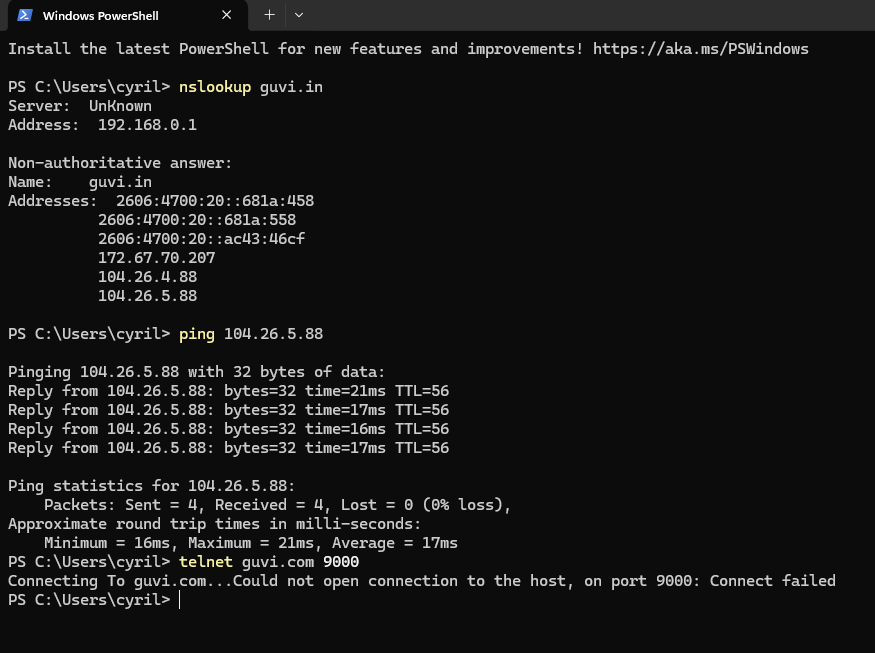 Windows PowerShell
Install the latest PowerShell for new features and improvements! https://aka.ms/PSWindows
PS C:\Users\cyril> nslookup guvi.in
Server:  UnKnown
Address:  192.168.0.1
Non-authoritative answer:
Name:    guvi.in
Addresses:  2606:4700:20::681a:458
          2606:4700:20::681a:558
          2606:4700:20::ac43:46cf
          172.67.70.207
          104.26.4.88
          104.26.5.88
PS C:\Users\cyril> ping 104.26.5.88
Pinging 104.26.5.88 with 32 bytes of data:
Reply from 104.26.5.88: bytes=32 time=21ms TTL=56
Reply from 104.26.5.88: bytes=32 time=17ms TTL=56
Reply from 104.26.5.88: bytes=32 time=16ms TTL=56
Reply from 104.26.5.88: bytes=32 time=17ms TTL=56
Ping statistics for 104.26.5.88:
    Packets: Sent = 4, Received = 4, Lost = 0 (0% loss),
Approximate round trip times in milli-seconds:
    Minimum = 16ms, Maximum = 21ms, Average = 17ms
PS C:\Users\cyril> telnet guvi.com 9000
Connecting To guvi.com...Could not open connection to the host, on port 9000: Connect failed
PS C:\Users\cyril>